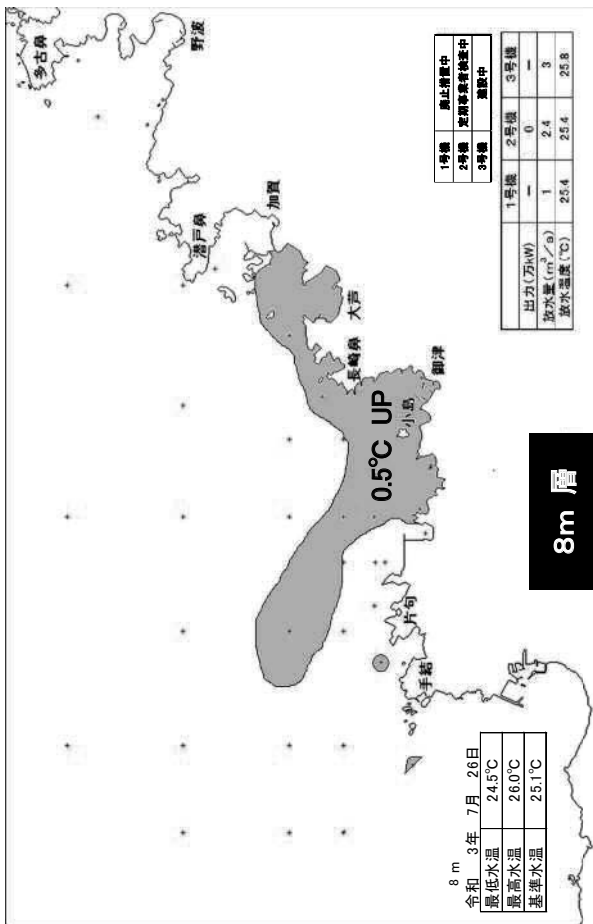 8 m
令和 3年 7月 26日
最低水温 24.5℃
最高水温 26.0℃
基準水温 25.1℃
手結
片句
0.5℃ UP
小島
御津
長崎鼻
大芦
加賀
潜戸鼻
野波
多古鼻
8m 層
1号機 廃止措置中
2号機 定期事業者検査中
3号機 建設中
1号機 2号機 3号機
出力(万kW) － 0 －
放水量(m³/s) 1 2.4 3
放水温度(℃) 25.4 25.4 25.8